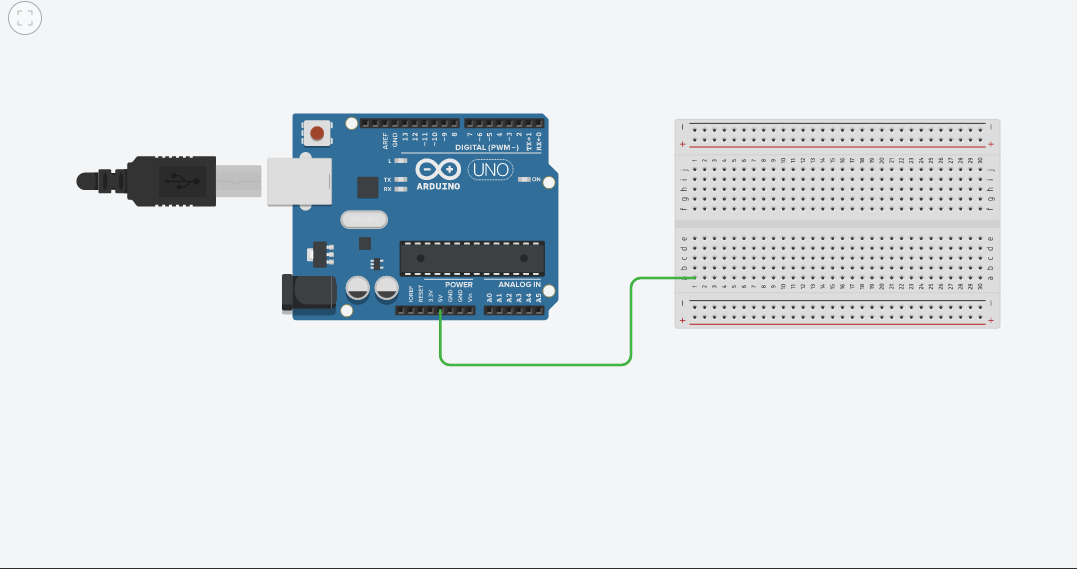 AREF
GND
13
12
~11
~10
~9
8
7
~6
~5
4
~3
2
TX→1
RX←0
DIGITAL (PWM~)
L
TX
RX
ARDUINO
UNO
ON
POWER
ANALOG IN
IOREF
RESET
3.3V
5V
GND
GND
Vin
A0
A1
A2
A3
A4
A5
− −
+ +
1 2 3 4 5 6 7 8 9 10 11 12 13 14 15 16 17 18 19 20 21 22 23 24 25 26 27 28 29 30
j j
i i
h h
g g
f f
e e
d d
c c
b b
a
1 2 3 4 5 6 7 8 9 10 11 12 13 14 15 16 17 18 19 20 21 22 23 24 25 26 27 28 29 30
− −
+ +